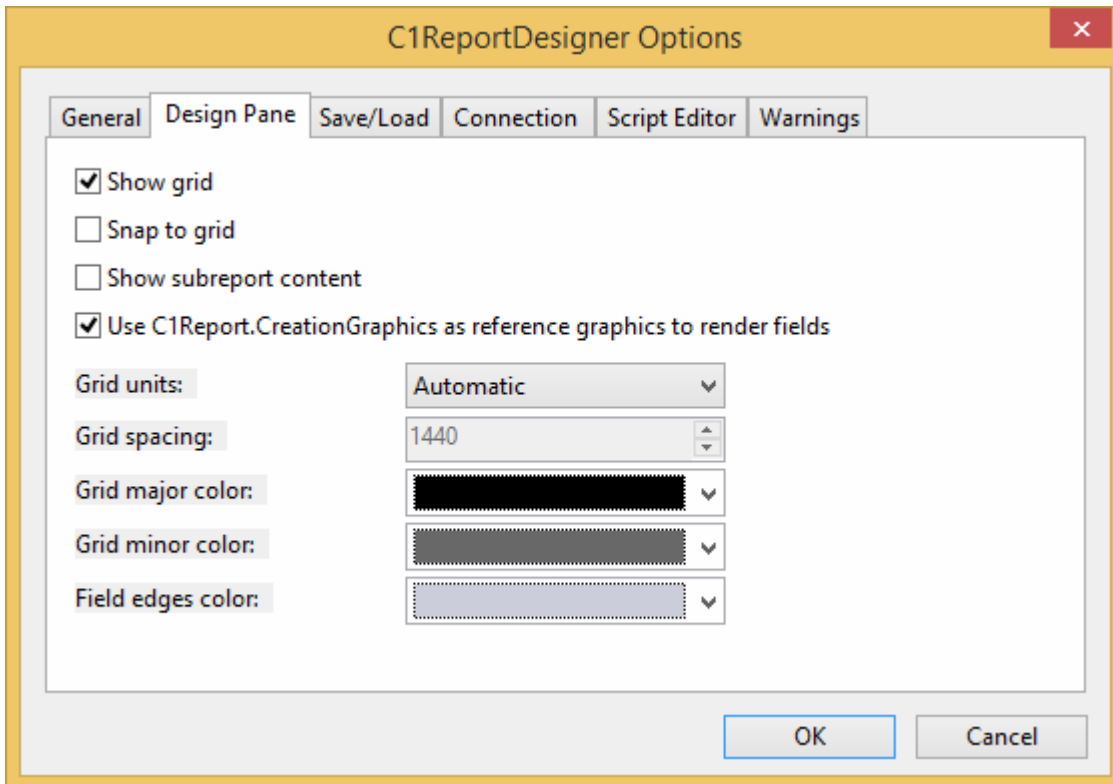 C1ReportDesigner Options
General Design Pane Save/Load Connection Script Editor Warnings
Show grid
Snap to grid
Show subreport content
Use C1Report.CreationGraphics as reference graphics to render fields
Grid units: Automatic
Grid spacing: 1440
Grid major color:
Grid minor color:
Field edges color:
OK Cancel